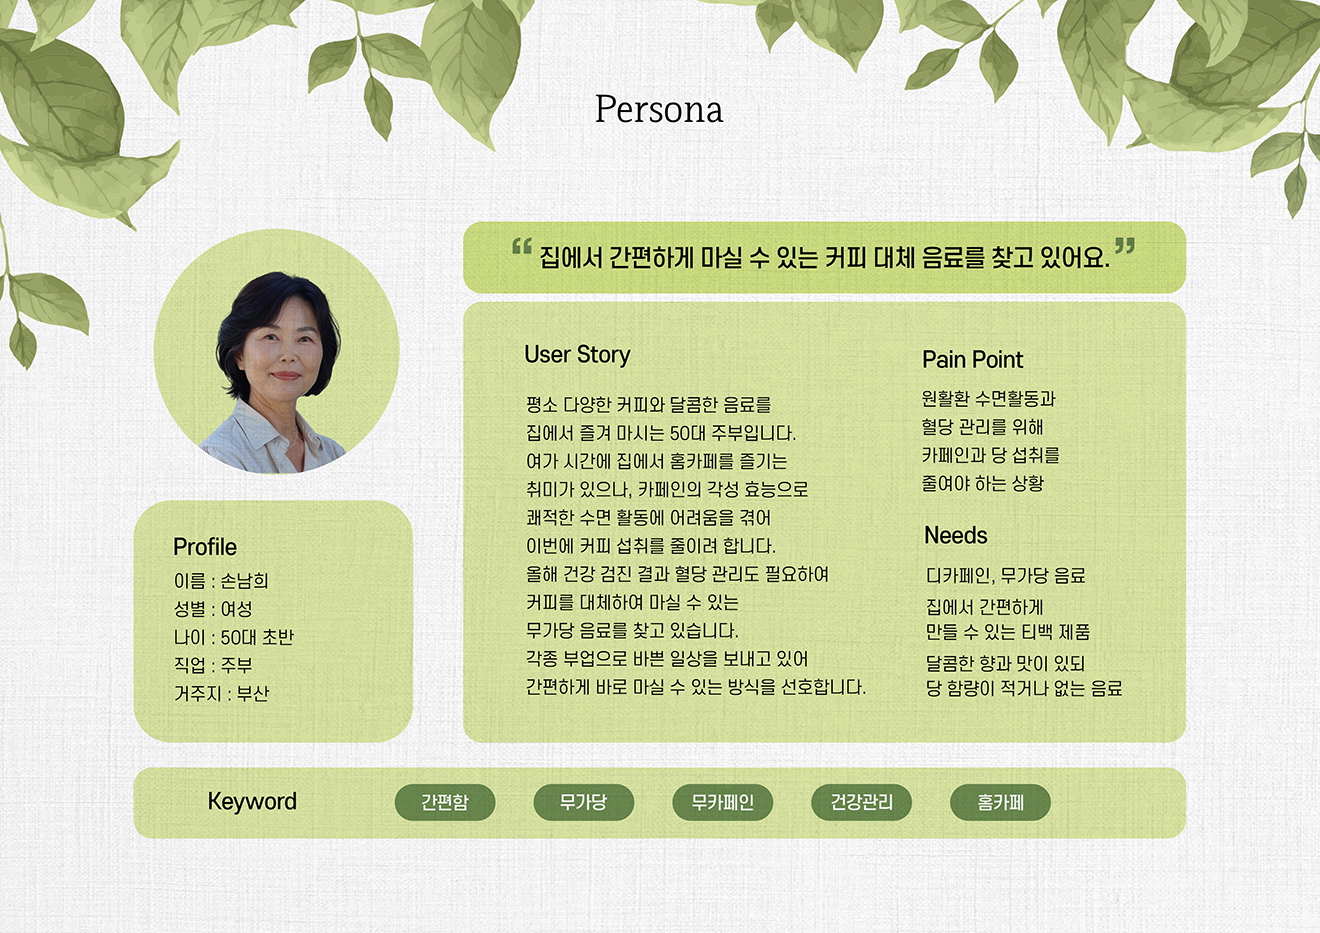 Persona
“ 집에서 간편하게 마실 수 있는 커피 대체 음료를 찾고 있어요. ”
Profile
이름 : 손남희
성별 : 여성
나이 : 50대 초반
직업 : 주부
거주지 : 부산
User Story
평소 다양한 커피와 달콤한 음료를
집에서 즐겨 마시는 50대 주부입니다.
여가 시간에 집에서 홈카페를 즐기는
취미가 있으나, 카페인의 각성 효능으로
쾌적한 수면 활동에 어려움을 겪어
이번에 커피 섭취를 줄이려 합니다.
올해 건강 검진 결과 혈당 관리도 필요하여
커피를 대체하여 마실 수 있는
무가당 음료를 찾고 있습니다.
각종 부업으로 바쁜 일상을 보내고 있어
간편하게 바로 마실 수 있는 방식을 선호합니다.
Pain Point
원활환 수면활동과
혈당 관리를 위해
카페인과 당 섭취를
줄여야 하는 상황
Needs
디카페인, 무가당 음료
집에서 간편하게
만들 수 있는 티백 제품
달콤한 향과 맛이 있되
당 함량이 적거나 없는 음료
Keyword
간편함
무가당
무카페인
건강관리
홈카페